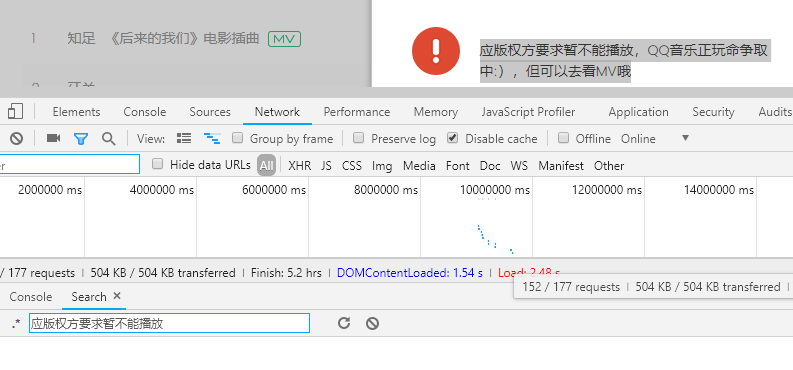 1 知足 《后来的我们》电影插曲 MV
应版权方要求暂不能播放，QQ音乐正玩命争取
中:），但可以去看MV哦
Elements Console Sources Network Performance Memory JavaScript Profiler Application Security Audits
View: Group by frame Preserve log Disable cache Offline Online
Hide data URLs All XHR JS CSS Img Media Font Doc WS Manifest Other
2000000 ms 4000000 ms 6000000 ms 8000000 ms 10000000 ms 12000000 ms 14000000 ms
/ 177 requests | 504 KB / 504 KB transferred | Finish: 5.2 hrs | DOMContentLoaded: 1.54 s | Load: 2.48 s
152 / 177 requests | 504 KB / 504 KB transferred |
Console Search ×
.* 应版权方要求暂不能播放